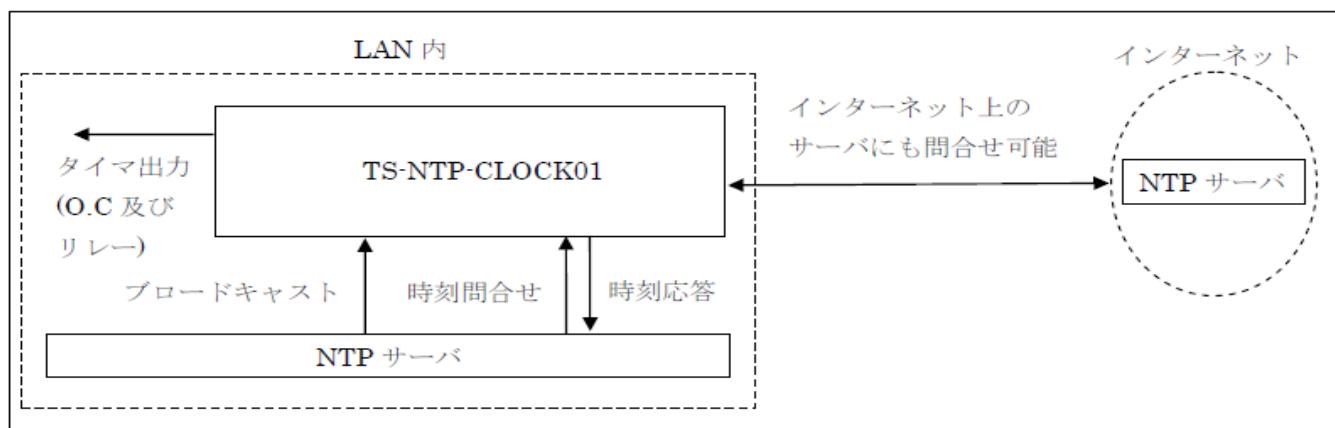 LAN 内
インターネット
インターネット上の
サーバにも問合せ可能
TS-NTP-CLOCK01
タイマ出力
(O.C 及び
リレー)
NTP サーバ
ブロードキャスト
時刻問合せ
時刻応答
NTP サーバ